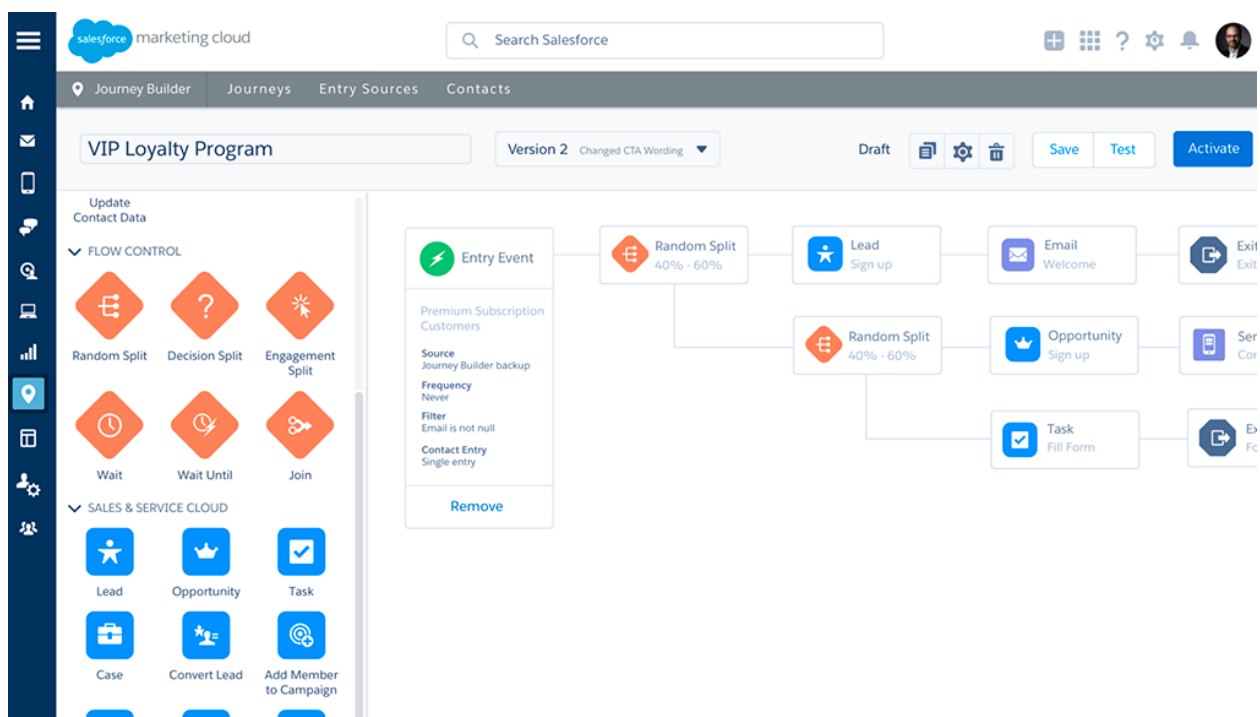 salesforce marketing cloud
Search Salesforce
Journey Builder Journeys Entry Sources Contacts
VIP Loyalty Program
Version 2 Changed CTA Wording
Draft
Save
Test
Activate
Update
Contact Data
FLOW CONTROL
Random Split
Decision Split
Engagement
Split
Wait
Wait Until
Join
SALES & SERVICE CLOUD
Lead
Opportunity
Task
Case
Convert Lead
Add Member
to Campaign
Entry Event
Premium Subscription
Customers
Source
Journey Builder backup
Frequency
Never
Filter
Email is not null
Contact Entry
Single entry
Remove
Random Split
40% - 60%
Lead
Sign up
Email
Welcome
Exit
Exit
Random Split
40% - 60%
Opportunity
Sign up
Task
Fill Form